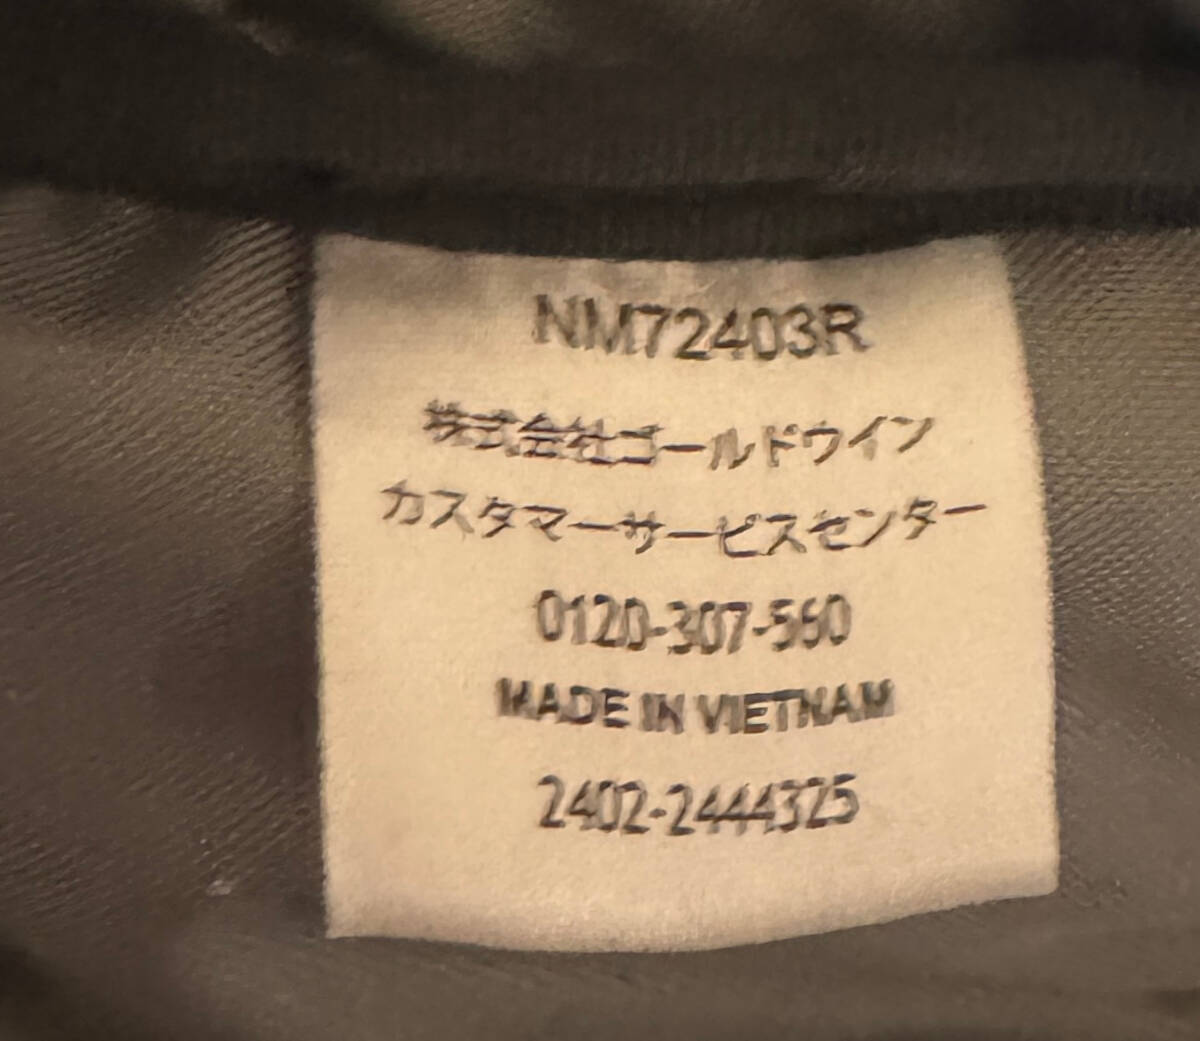 NM72403R
株式会社ゴールドウイン
カスタマーサービスセンター
0120-307-560
MADE IN VIETNAM
2402-2444325